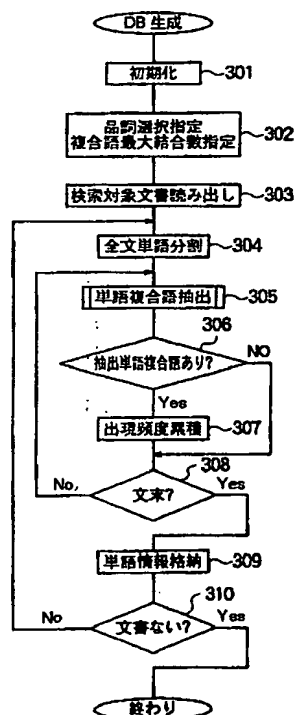 DB 生成
初期化
301
品詞選択指定
複合語最大結合数指定
302
検索対象文書読み出し
303
全文単語分割
304
単語複合語抽出
305
306
抽出単語複合語あり?
NO
Yes
出現頻度累積
307
308
No,
文末?
Yes
単語情報格納
309
310
No
文書ない?
Yes
終わり